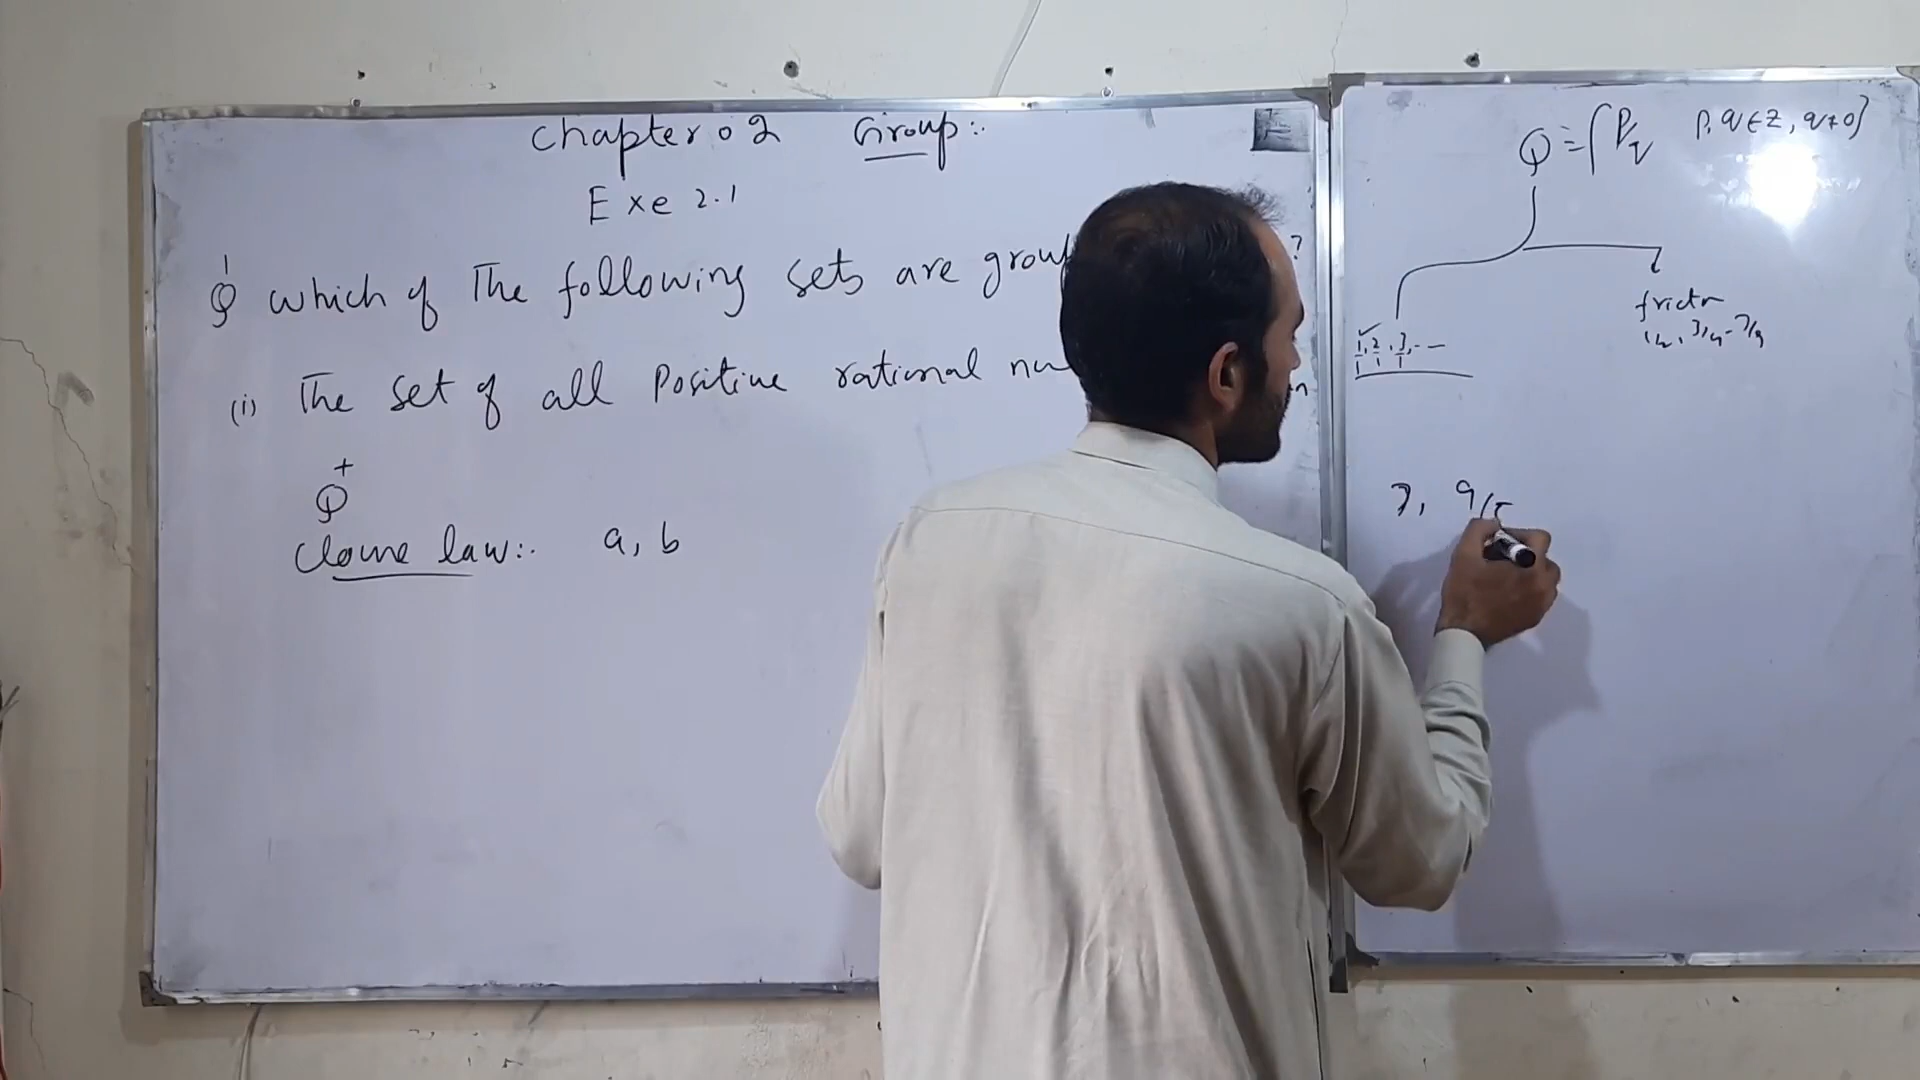 Chapter 02 Group:.
Exe 2.1
Q1 which of The following sets are group ?
(i) The set of all Positive rational nu n
Q+
Closure law:. a, b
Q = { P/q P, q ∈ Z, q ≠ 0}
frictn
1/2, 3/4 - 7/9
1/1, 2/1, 3/1, - -
7, 9/5